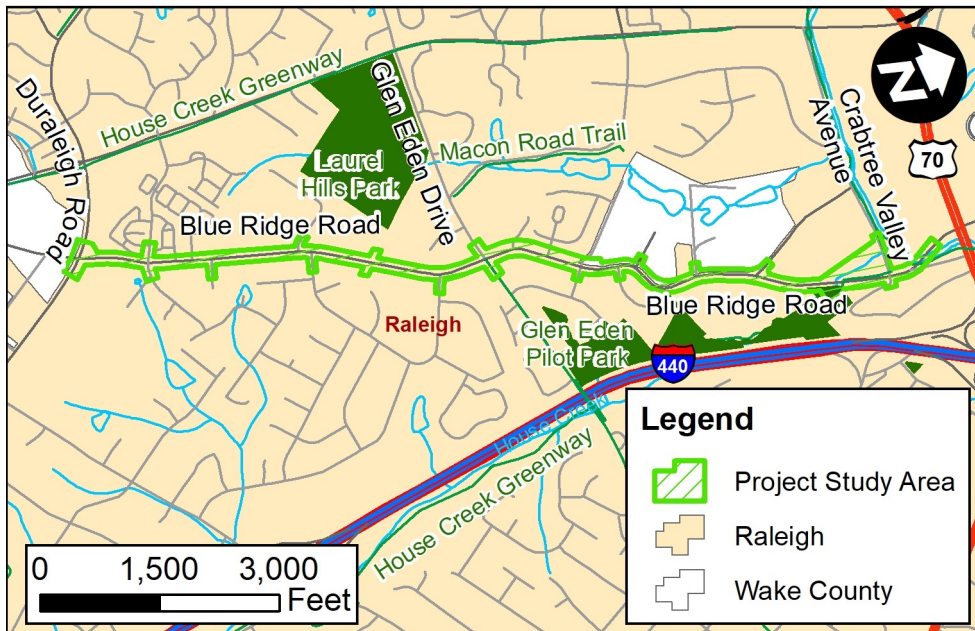 Duraleigh Road
House Creek Greenway
Glen Eden Drive
Laurel
Hills Park
Macon Road Trail
Crabtree Valley
Avenue
N
70
Blue Ridge Road
Raleigh
Glen Eden
Pilot Park
Blue Ridge Road
440
House Creek
House Creek Greenway
Legend
Project Study Area
Raleigh
Wake County
0 1,500 3,000
Feet